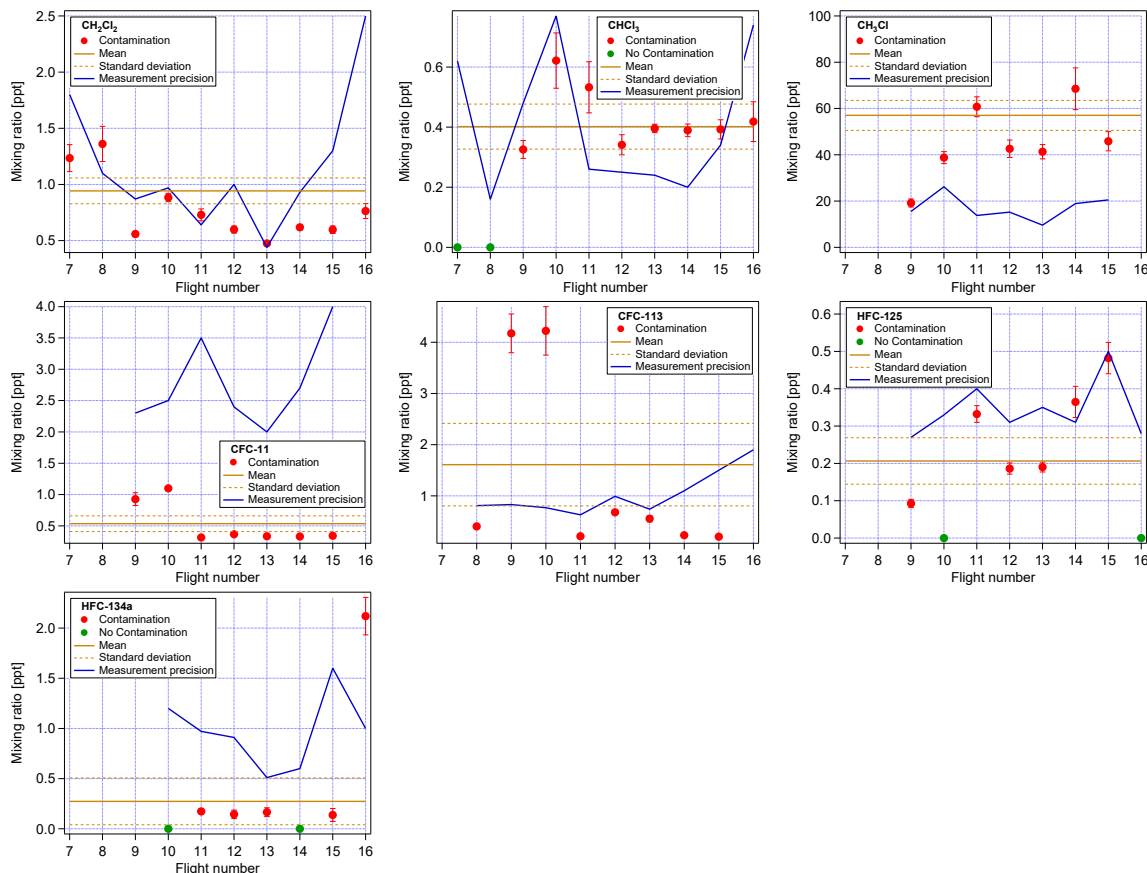 CH2Cl2
Contamination
Mean
Standard deviation
Measurement precision
Mixing ratio [ppt]
2.5
2.0
1.5
1.0
0.5
7 8 9 10 11 12 13 14 15 16
Flight number
CHCl3
Contamination
No Contamination
Mean
Standard deviation
Measurement precision
Mixing ratio [ppt]
0.6
0.4
0.2
0.0
7 8 9 10 11 12 13 14 15 16
Flight number
CH3Cl
Contamination
Mean
Standard deviation
Measurement precision
Mixing ratio [ppt]
100
80
60
40
20
0
7 8 9 10 11 12 13 14 15 16
Flight number
CFC-11
Contamination
Mean
Standard deviation
Measurement precision
Mixing ratio [ppt]
4.0
3.5
3.0
2.5
2.0
1.5
1.0
0.5
7 8 9 10 11 12 13 14 15 16
Flight number
CFC-113
Contamination
Mean
Standard deviation
Measurement precision
Mixing ratio [ppt]
4
3
2
1
7 8 9 10 11 12 13 14 15 16
Flight number
HFC-125
Contamination
No Contamination
Mean
Standard deviation
Measurement precision
Mixing ratio [ppt]
0.6
0.5
0.4
0.3
0.2
0.1
0.0
7 8 9 10 11 12 13 14 15 16
Flight number
HFC-134a
Contamination
No Contamination
Mean
Standard deviation
Measurement precision
Mixing ratio [ppt]
2.0
1.5
1.0
0.5
0.0
7 8 9 10 11 12 13 14 15 16
Flight number